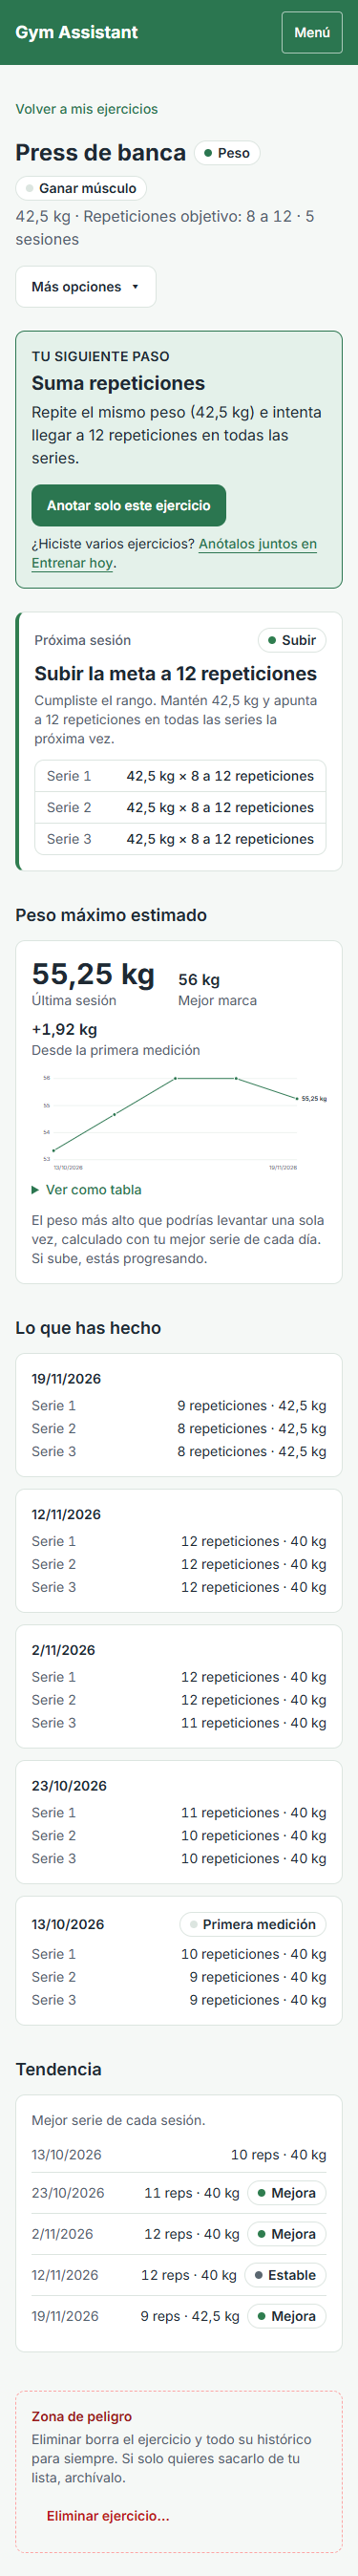 Gym Assistant
Menú
Volver a mis ejercicios
Press de banca
Peso
Ganar músculo
42,5 kg · Repeticiones objetivo: 8 a 12 · 5
sesiones
Más opciones
TU SIGUIENTE PASO
Suma repeticiones
Repite el mismo peso (42,5 kg) e intenta
llegar a 12 repeticiones en todas las
series.
Anotar solo este ejercicio
¿Hiciste varios ejercicios? Anótalos juntos en
Entrenar hoy.
Próxima sesión
Subir
Subir la meta a 12 repeticiones
Cumpliste el rango. Mantén 42,5 kg y apunta
a 12 repeticiones en todas las series la
próxima vez.
Serie 1 42,5 kg × 8 a 12 repeticiones
Serie 2 42,5 kg × 8 a 12 repeticiones
Serie 3 42,5 kg × 8 a 12 repeticiones
Peso máximo estimado
55,25 kg 56 kg
Última sesión Mejor marca
+1,92 kg
Desde la primera medición
56
55,25 kg
55
54
53
13/10/2026 19/11/2026
Ver como tabla
El peso más alto que podrías levantar una sola
vez, calculado con tu mejor serie de cada día.
Si sube, estás progresando.
Lo que has hecho
19/11/2026
Serie 1 9 repeticiones · 42,5 kg
Serie 2 8 repeticiones · 42,5 kg
Serie 3 8 repeticiones · 42,5 kg
12/11/2026
Serie 1 12 repeticiones · 40 kg
Serie 2 12 repeticiones · 40 kg
Serie 3 12 repeticiones · 40 kg
2/11/2026
Serie 1 12 repeticiones · 40 kg
Serie 2 12 repeticiones · 40 kg
Serie 3 11 repeticiones · 40 kg
23/10/2026
Serie 1 11 repeticiones · 40 kg
Serie 2 10 repeticiones · 40 kg
Serie 3 10 repeticiones · 40 kg
13/10/2026 Primera medición
Serie 1 10 repeticiones · 40 kg
Serie 2 9 repeticiones · 40 kg
Serie 3 9 repeticiones · 40 kg
Tendencia
Mejor serie de cada sesión.
13/10/2026 10 reps · 40 kg
23/10/2026 11 reps · 40 kg Mejora
2/11/2026 12 reps · 40 kg Mejora
12/11/2026 12 reps · 40 kg Estable
19/11/2026 9 reps · 42,5 kg Mejora
Zona de peligro
Eliminar borra el ejercicio y todo su histórico
para siempre. Si solo quieres sacarlo de tu
lista, archívalo.
Eliminar ejercicio...